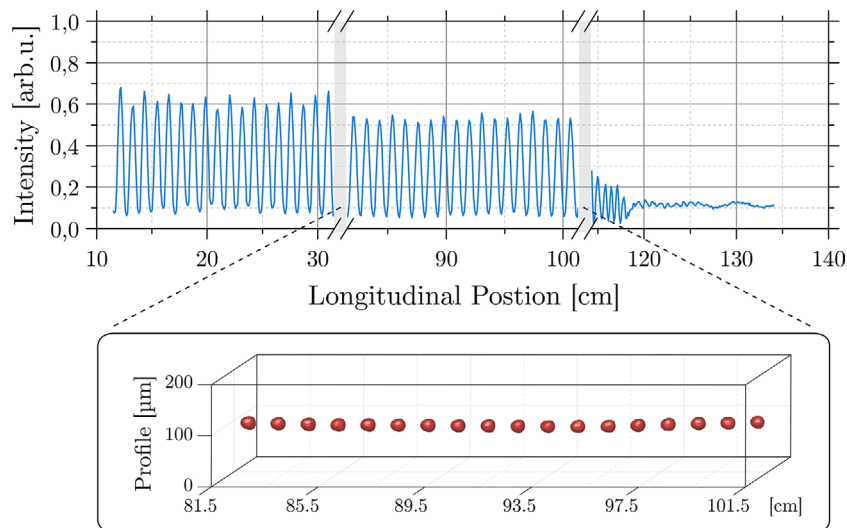 Intensity [arb.u.]
1,0
0,8
0,6
0,4
0,2
0,0
10 20 30 90 100 120 130 140
Longitudinal Postion [cm]
Profile [µm]
200
100
0
81.5 85.5 89.5 93.5 97.5 101.5 [cm]